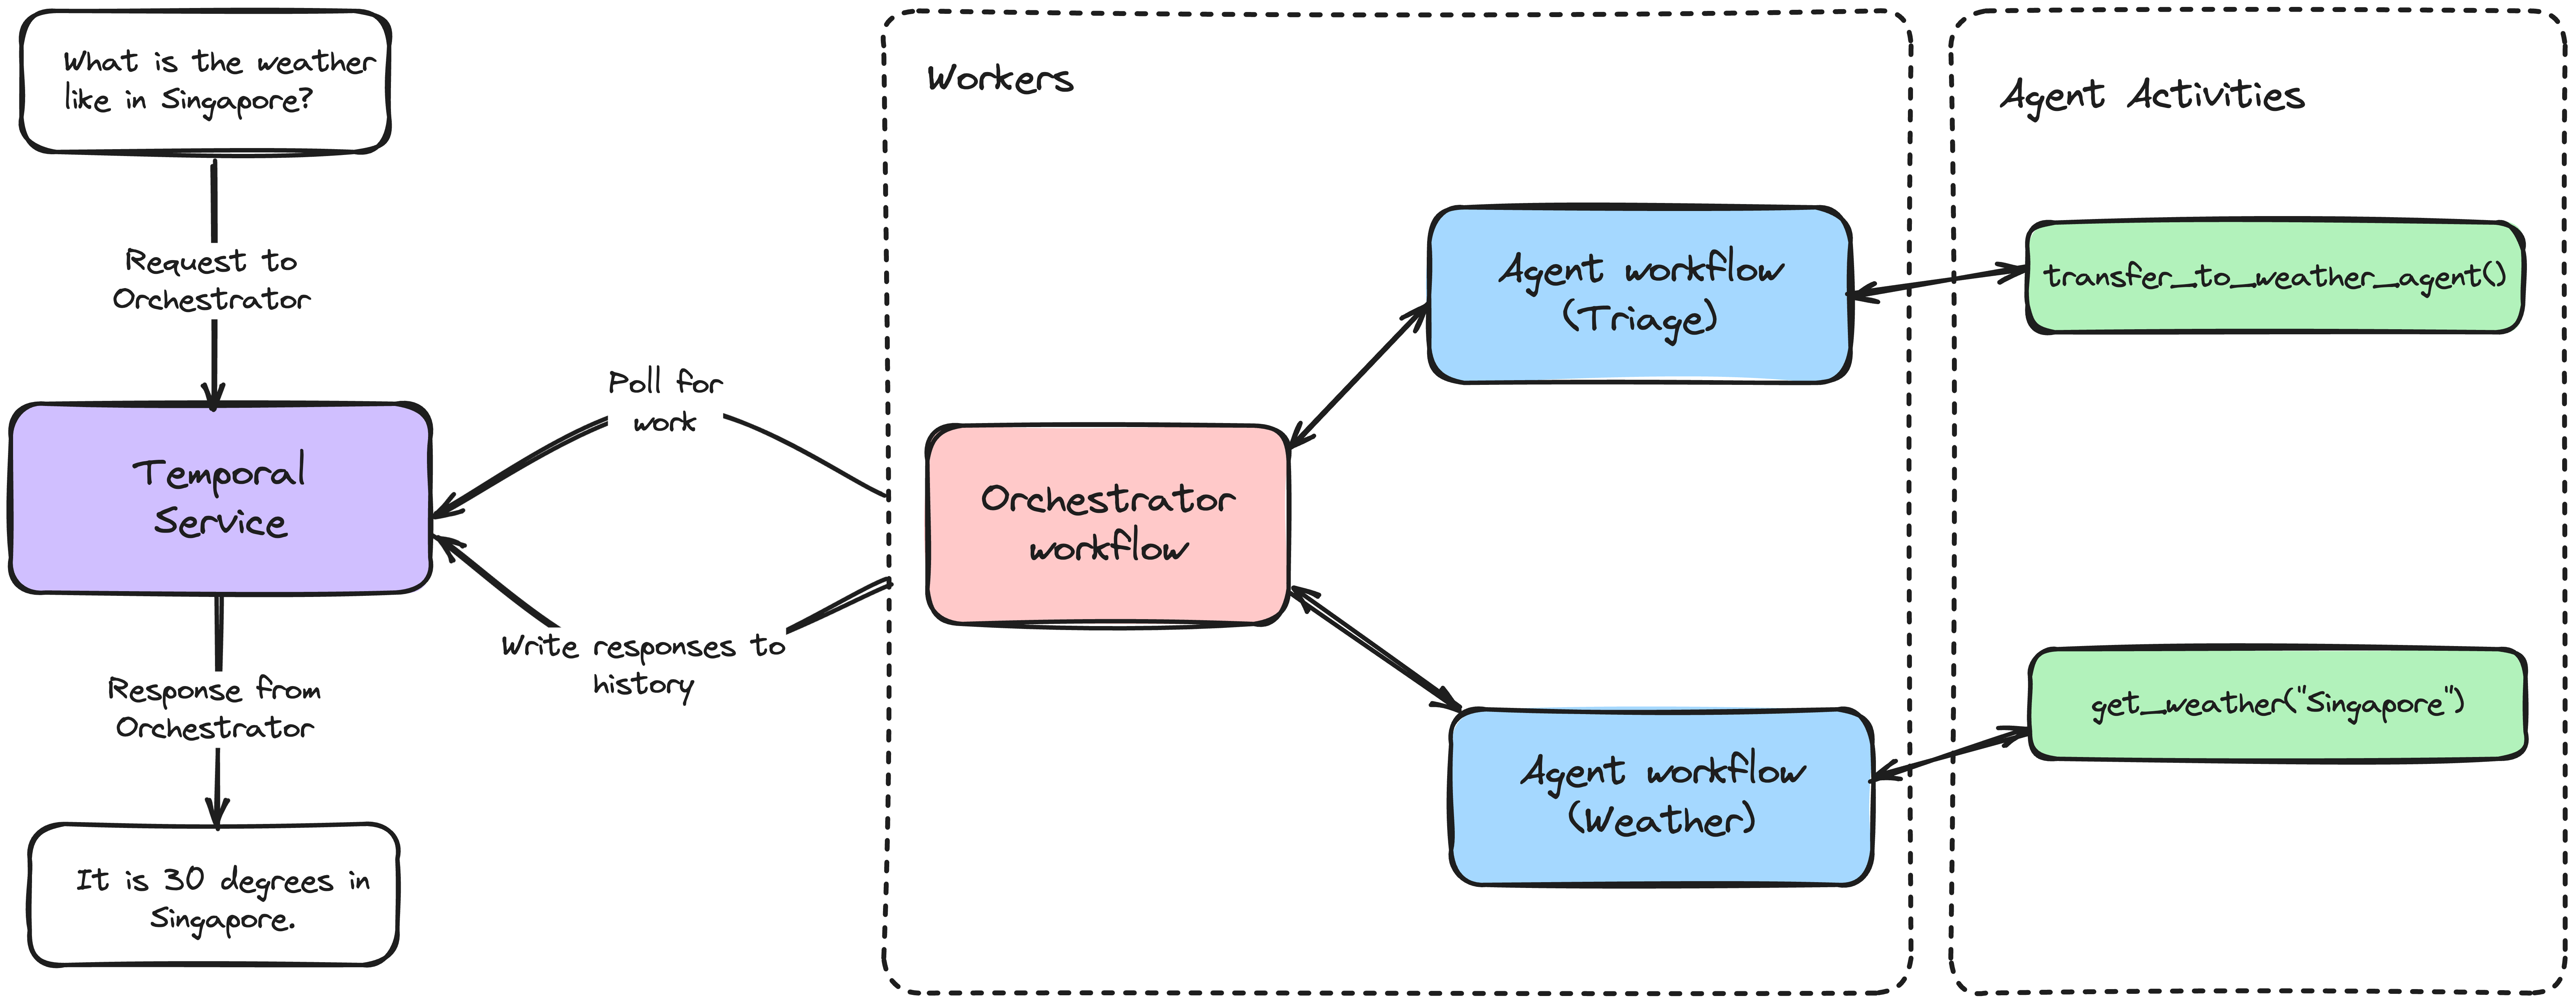 What is the weather
like in Singapore?
Request to
Orchestrator
Temporal
Service
Response from
Orchestrator
It is 30 degrees in
Singapore.
Poll for
work
Write responses to
history
Workers
Orchestrator
workflow
Agent workflow
(Triage)
Agent workflow
(Weather)
Agent Activities
transfer_to_weather_agent()
get_weather("Singapore")